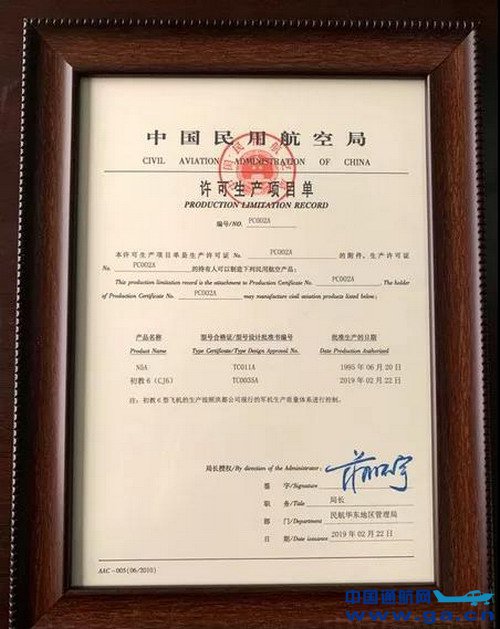 中国民用航空局
CIVIL AVIATION ADMINISTRATION OF CHINA
许可生产项目单
PRODUCTION LIMITATION RECORD
编号/NO. PC002A
本许可生产项目单是生产许可证 No. PC002A 的附件。生产许可证
No. PC002A 的持有人可以制造下列民用航空产品:
This production limitation record is the attachment to Production Certificate No. PC002A. The holder
of Production Certificate No. PC002A may manufacture civil aviation products listed below:
产品名称 型号合格证/型号设计批准书编号 批准生产的日期
Product Name Type Certificate/Type Design Approval No. Date Production Authorized
N5A TC011A 1995 年 06 月 20 日
初教 6 (CJ6) TC0035A 2019 年 02 月 22 日
注:初教 6 型飞机的生产按照洪都公司现行的军机生产质量体系进行控制。
局长授权/By direction of the Administrator:
签 字/Signature
职 务/Title 局长
部 门/Department 民航华东地区管理局
日 期/Date issuance 2019 年 02 月 22 日
AAC-005(06/2010)
中国通航网
www.ga.cn